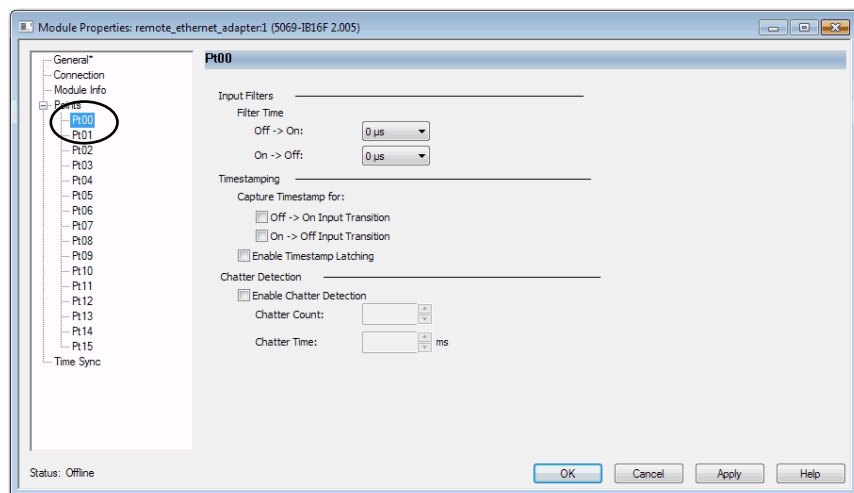 Module Properties: remote_ethernet_adapter:1 (5069-IB16F 2.005)
General*
Connection
Module Info
Points
Pt00
Pt01
Pt02
Pt03
Pt04
Pt05
Pt06
Pt07
Pt08
Pt09
Pt10
Pt11
Pt12
Pt13
Pt14
Pt15
Time Sync
Pt00
Input Filters
Filter Time
Off -> On: 0 µs
On -> Off: 0 µs
Timestamping
Capture Timestamp for:
Off -> On Input Transition
On -> Off Input Transition
Enable Timestamp Latching
Chatter Detection
Enable Chatter Detection
Chatter Count:
Chatter Time: ms
Status: Offline
OK Cancel Apply Help